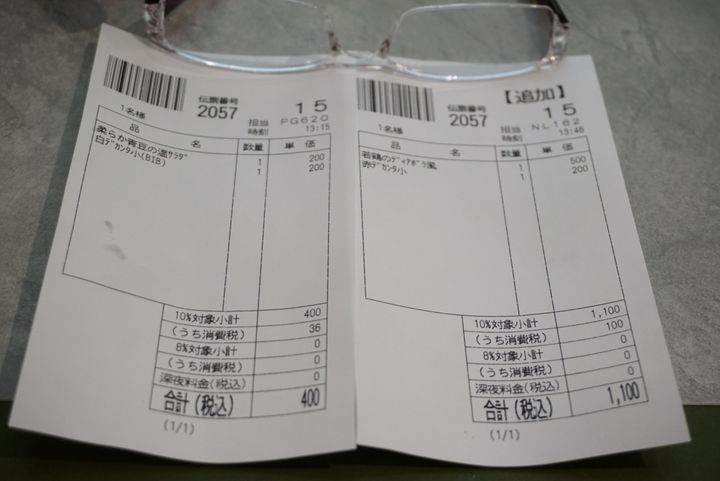 伝票番号 15
2057 担当 PG620
1名様 時刻 13:15
品 名 数量 単価
柔らか青豆の温サラダ 1 200
白ﾃﾞｶﾝﾀ小(BIB) 1 200
10%対象小計 400
(うち消費税) 36
8%対象小計 0
(うち消費税) 0
深夜料金(税込) 0
合計(税込) 400
(1/1)
【追加】
伝票番号 15
2057 担当 NL162
1名様 時刻 13:46
品 名 数量 単価
若鶏のﾃﾞｨｱﾎﾞﾗ風 1 500
赤ﾃﾞｶﾝﾀ小 1 200
10%対象小計 1,100
(うち消費税) 100
8%対象小計 0
(うち消費税) 0
深夜料金(税込) 0
合計(税込) 1,100
(1/1)